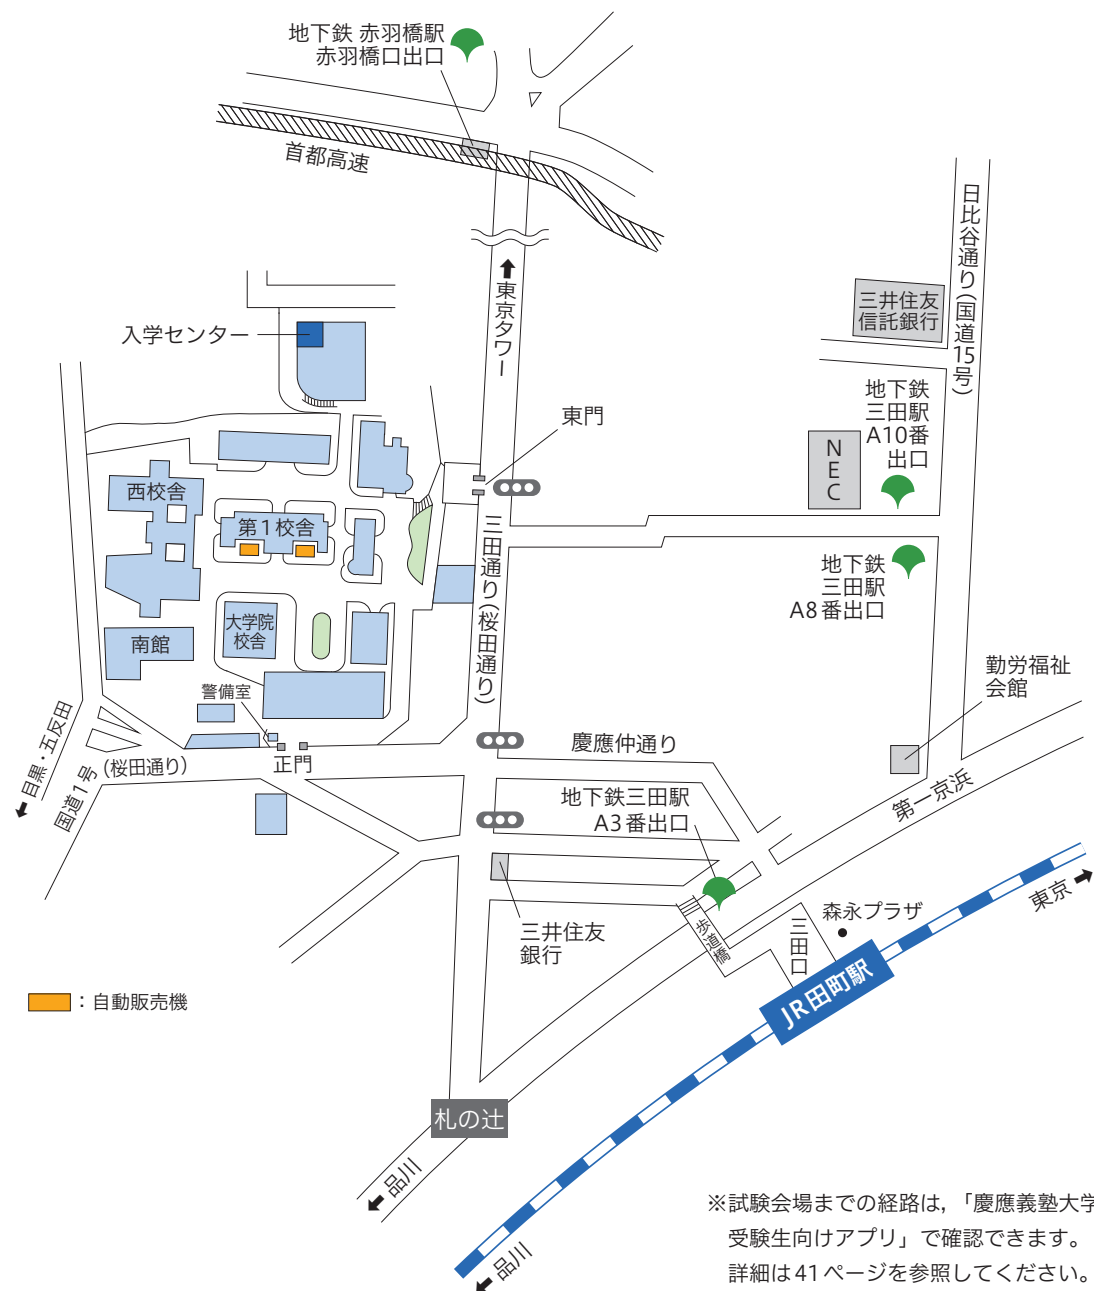 地下鉄 赤羽橋駅
赤羽橋口出口
首都高速
日比谷通り(国道15号)
東京タワー
三井住友
信託銀行
入学センター
地下鉄
三田駅
A10番
出口
東門
NEC
西校舎
第1校舎
三田通り(桜田通り)
地下鉄
三田駅
A8番出口
大学院
校舎
南館
勤労福祉
会館
警備室
目黒・五反田
国道1号
(桜田通り)
正門
慶應仲通り
地下鉄三田駅
A3番出口
第一京浜
東京
森永プラザ
三井住友
銀行
歩道橋
三田口
JR田町駅
:自動販売機
札の辻
品川
品川
※試験会場までの経路は,「慶應義塾大学
受験生向けアプリ」で確認できます。
詳細は41ページを参照してください。